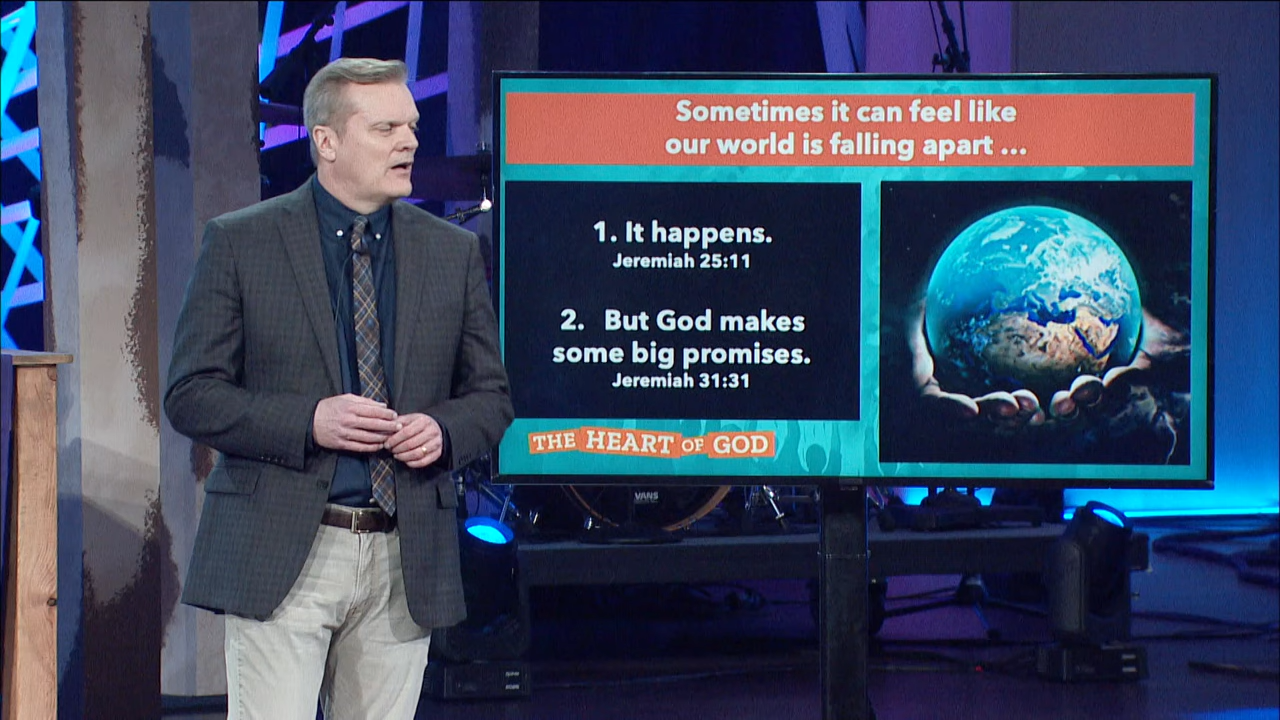 Sometimes it can feel like
our world is falling apart ...
1. It happens.
Jeremiah 25:11
2. But God makes
some big promises.
Jeremiah 31:31
THE HEART OF GOD
VANS